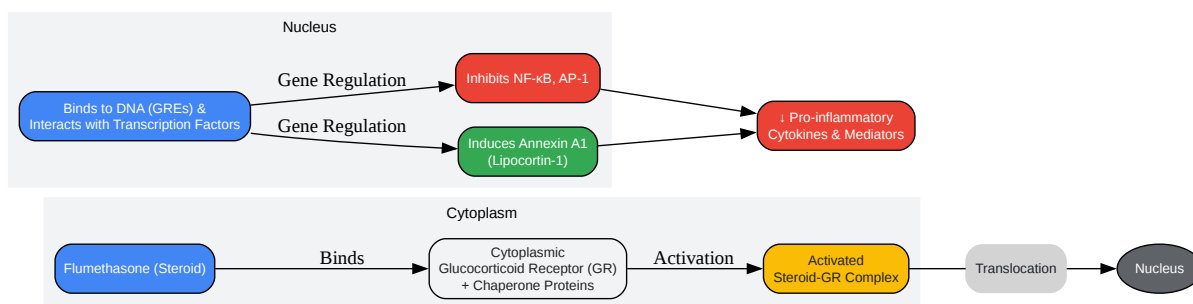 Nucleus
Binds to DNA (GREs) &
Interacts with Transcription Factors
Gene Regulation
Gene Regulation
Inhibits NF-κB, AP-1
Induces Annexin A1
(Lipocortin-1)
↓ Pro-inflammatory
Cytokines & Mediators
Cytoplasm
Flumethasone (Steroid)
Binds
Cytoplasmic
Glucocorticoid Receptor (GR)
+ Chaperone Proteins
Activation
Activated
Steroid-GR Complex
Translocation
Nucleus